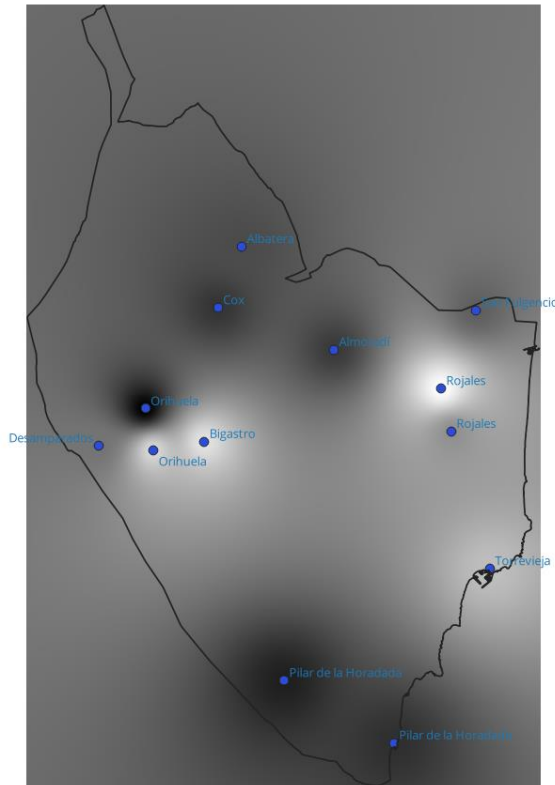 Albatera
San Fulgencio
Cox
Almoradí
Rojales
Orihuela
Rojales
Bigastro
Desamparados
Orihuela
Torrevieja
Pilar de la Horadada
Pilar de la Horadada